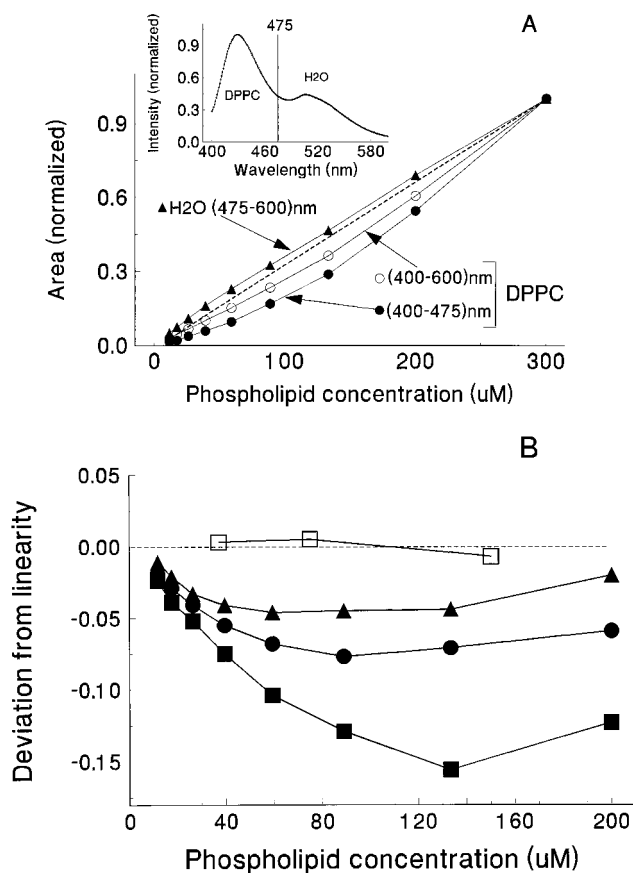 A
475
Intensity (normalized)
0.9
0.6
0.3
0.0
DPPC
H2O
400 460 520 580
Wavelength (nm)
Area (normalized)
0.9
0.6
0.3
0.0
H2O (475-600)nm
(400-600)nm
(400-475)nm
DPPC
0 100 200 300
Phospholipid concentration (uM)
B
Deviation from linearity
0.05
0.00
-0.05
-0.10
-0.15
0 40 80 120 160 200
Phospholipid concentration (uM)